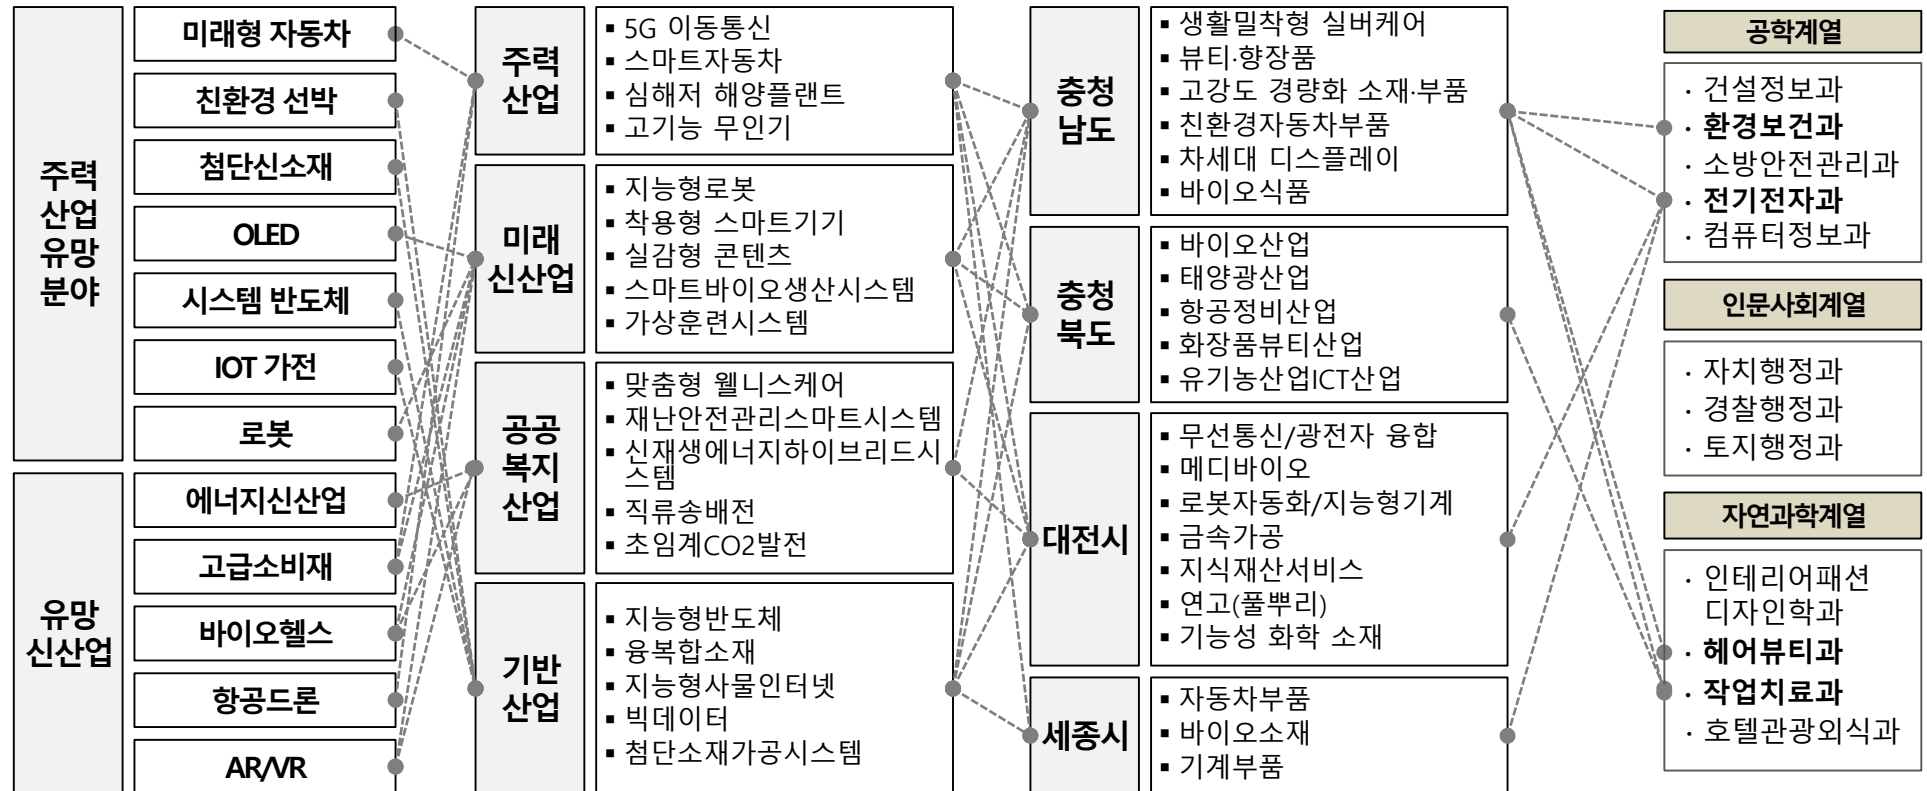 주력
산업
유망
분야
미래형 자동차
친환경 선박
첨단신소재
OLED
시스템 반도체
IOT 가전
로봇
유망
신산업
에너지신산업
고급소비재
바이오헬스
항공드론
AR/VR
주력
산업
▪ 5G 이동통신
▪ 스마트자동차
▪ 심해저 해양플랜트
▪ 고기능 무인기
미래
신산업
▪ 지능형로봇
▪ 착용형 스마트기기
▪ 실감형 콘텐츠
▪ 스마트바이오생산시스템
▪ 가상훈련시스템
공공
복지
산업
▪ 맞춤형 웰니스케어
▪ 재난안전관리스마트시스템
▪ 신재생에너지하이브리드시
스템
▪ 직류송배전
▪ 초임계CO2발전
기반
산업
▪ 지능형반도체
▪ 융복합소재
▪ 지능형사물인터넷
▪ 빅데이터
▪ 첨단소재가공시스템
충청
남도
▪ 생활밀착형 실버케어
▪ 뷰티·향장품
▪ 고강도 경량화 소재·부품
▪ 친환경자동차부품
▪ 차세대 디스플레이
▪ 바이오식품
충청
북도
▪ 바이오산업
▪ 태양광산업
▪ 항공정비산업
▪ 화장품뷰티산업
▪ 유기농산업ICT산업
대전시
▪ 무선통신/광전자 융합
▪ 메디바이오
▪ 로봇자동화/지능형기계
▪ 금속가공
▪ 지식재산서비스
▪ 연고(풀뿌리)
▪ 기능성 화학 소재
세종시
▪ 자동차부품
▪ 바이오소재
▪ 기계부품
공학계열
· 건설정보과
· 환경보건과
· 소방안전관리과
· 전기전자과
· 컴퓨터정보과
인문사회계열
· 자치행정과
· 경찰행정과
· 토지행정과
자연과학계열
· 인테리어패션
디자인학과
· 헤어뷰티과
· 작업치료과
· 호텔관광외식과